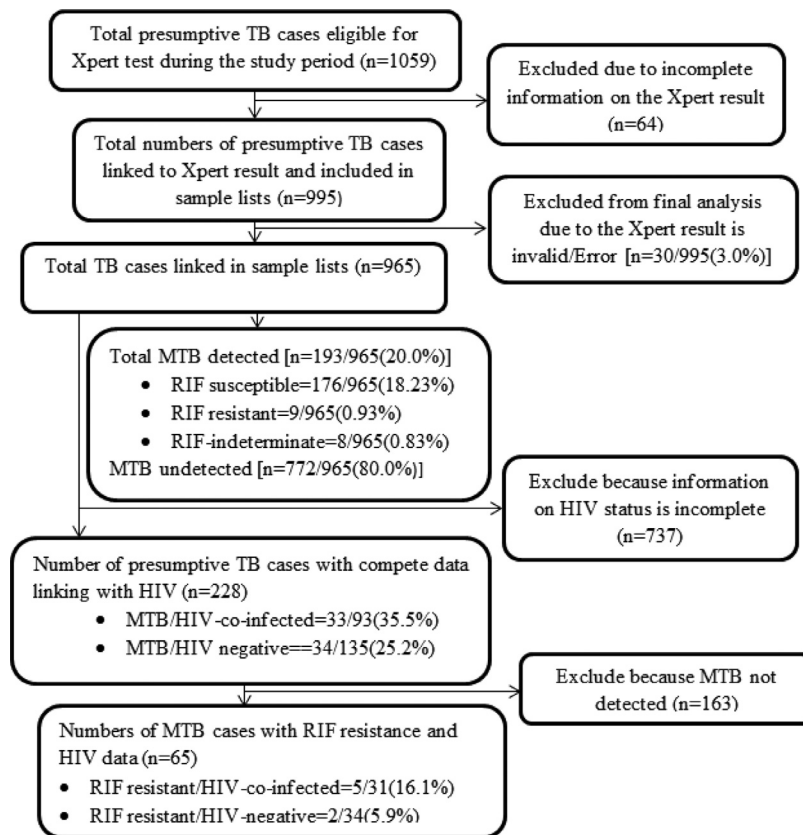 Total presumptive TB cases eligible for
Xpert test during the study period (n=1059)
Excluded due to incomplete
information on the Xpert result
(n=64)
Total numbers of presumptive TB cases
linked to Xpert result and included in
sample lists (n=995)
Excluded from final analysis
due to the Xpert result is
invalid/Error [n=30/995(3.0%)]
Total TB cases linked in sample lists (n=965)
Total MTB detected [n=193/965(20.0%)]
• RIF susceptible=176/965(18.23%)
• RIF resistant=9/965(0.93%)
• RIF-indeterminate=8/965(0.83%)
MTB undetected [n=772/965(80.0%)]
Exclude because information
on HIV status is incomplete
(n=737)
Number of presumptive TB cases with compete data
linking with HIV (n=228)
• MTB/HIV-co-infected=33/93(35.5%)
• MTB/HIV negative==34/135(25.2%)
Exclude because MTB not
detected (n=163)
Numbers of MTB cases with RIF resistance and
HIV data (n=65)
• RIF resistant/HIV-co-infected=5/31(16.1%)
• RIF resistant/HIV-negative=2/34(5.9%)